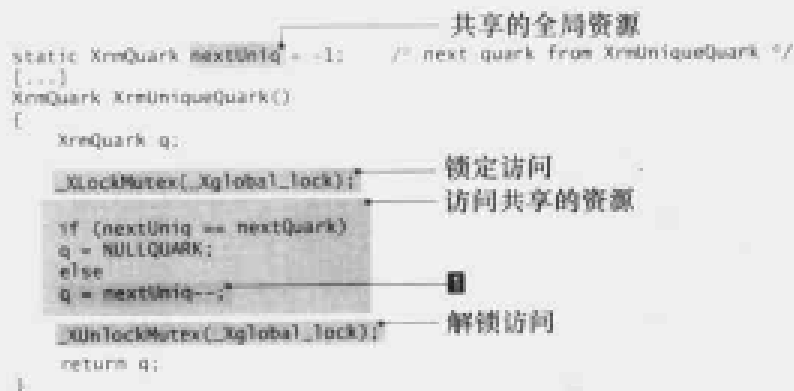 共享的全局资源
static XrmQuark nextUniq = -1; /* next quark from XrmUniqueQuark */
[...]
XrmQuark XrmUniqueQuark()
{
XrmQuark q;
_XLockMutex(_Xglobal_lock);
锁定访问
访问共享的资源
if (nextUniq == nextQuark)
q = NULLQUARK;
else
q = nextUniq--;
1
_XUnlockMutex(_Xglobal_lock);
解锁访问
return q;
}